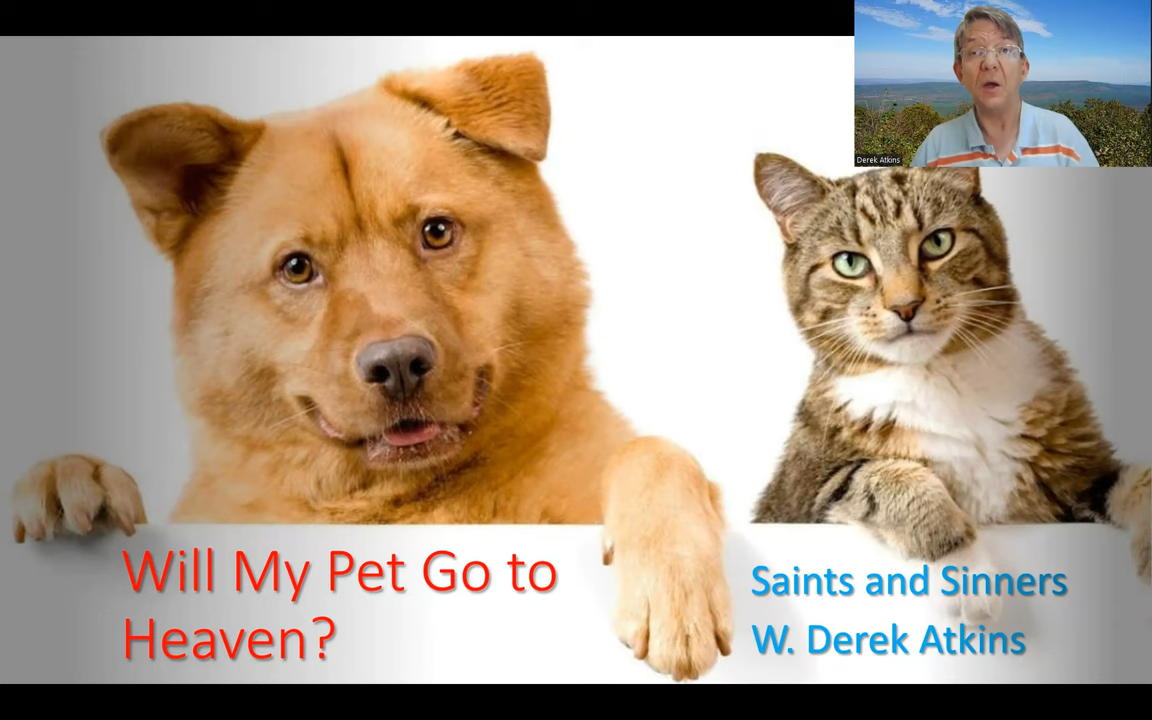 Derek Atkins
Will My Pet Go to
Heaven?
Saints and Sinners
W. Derek Atkins